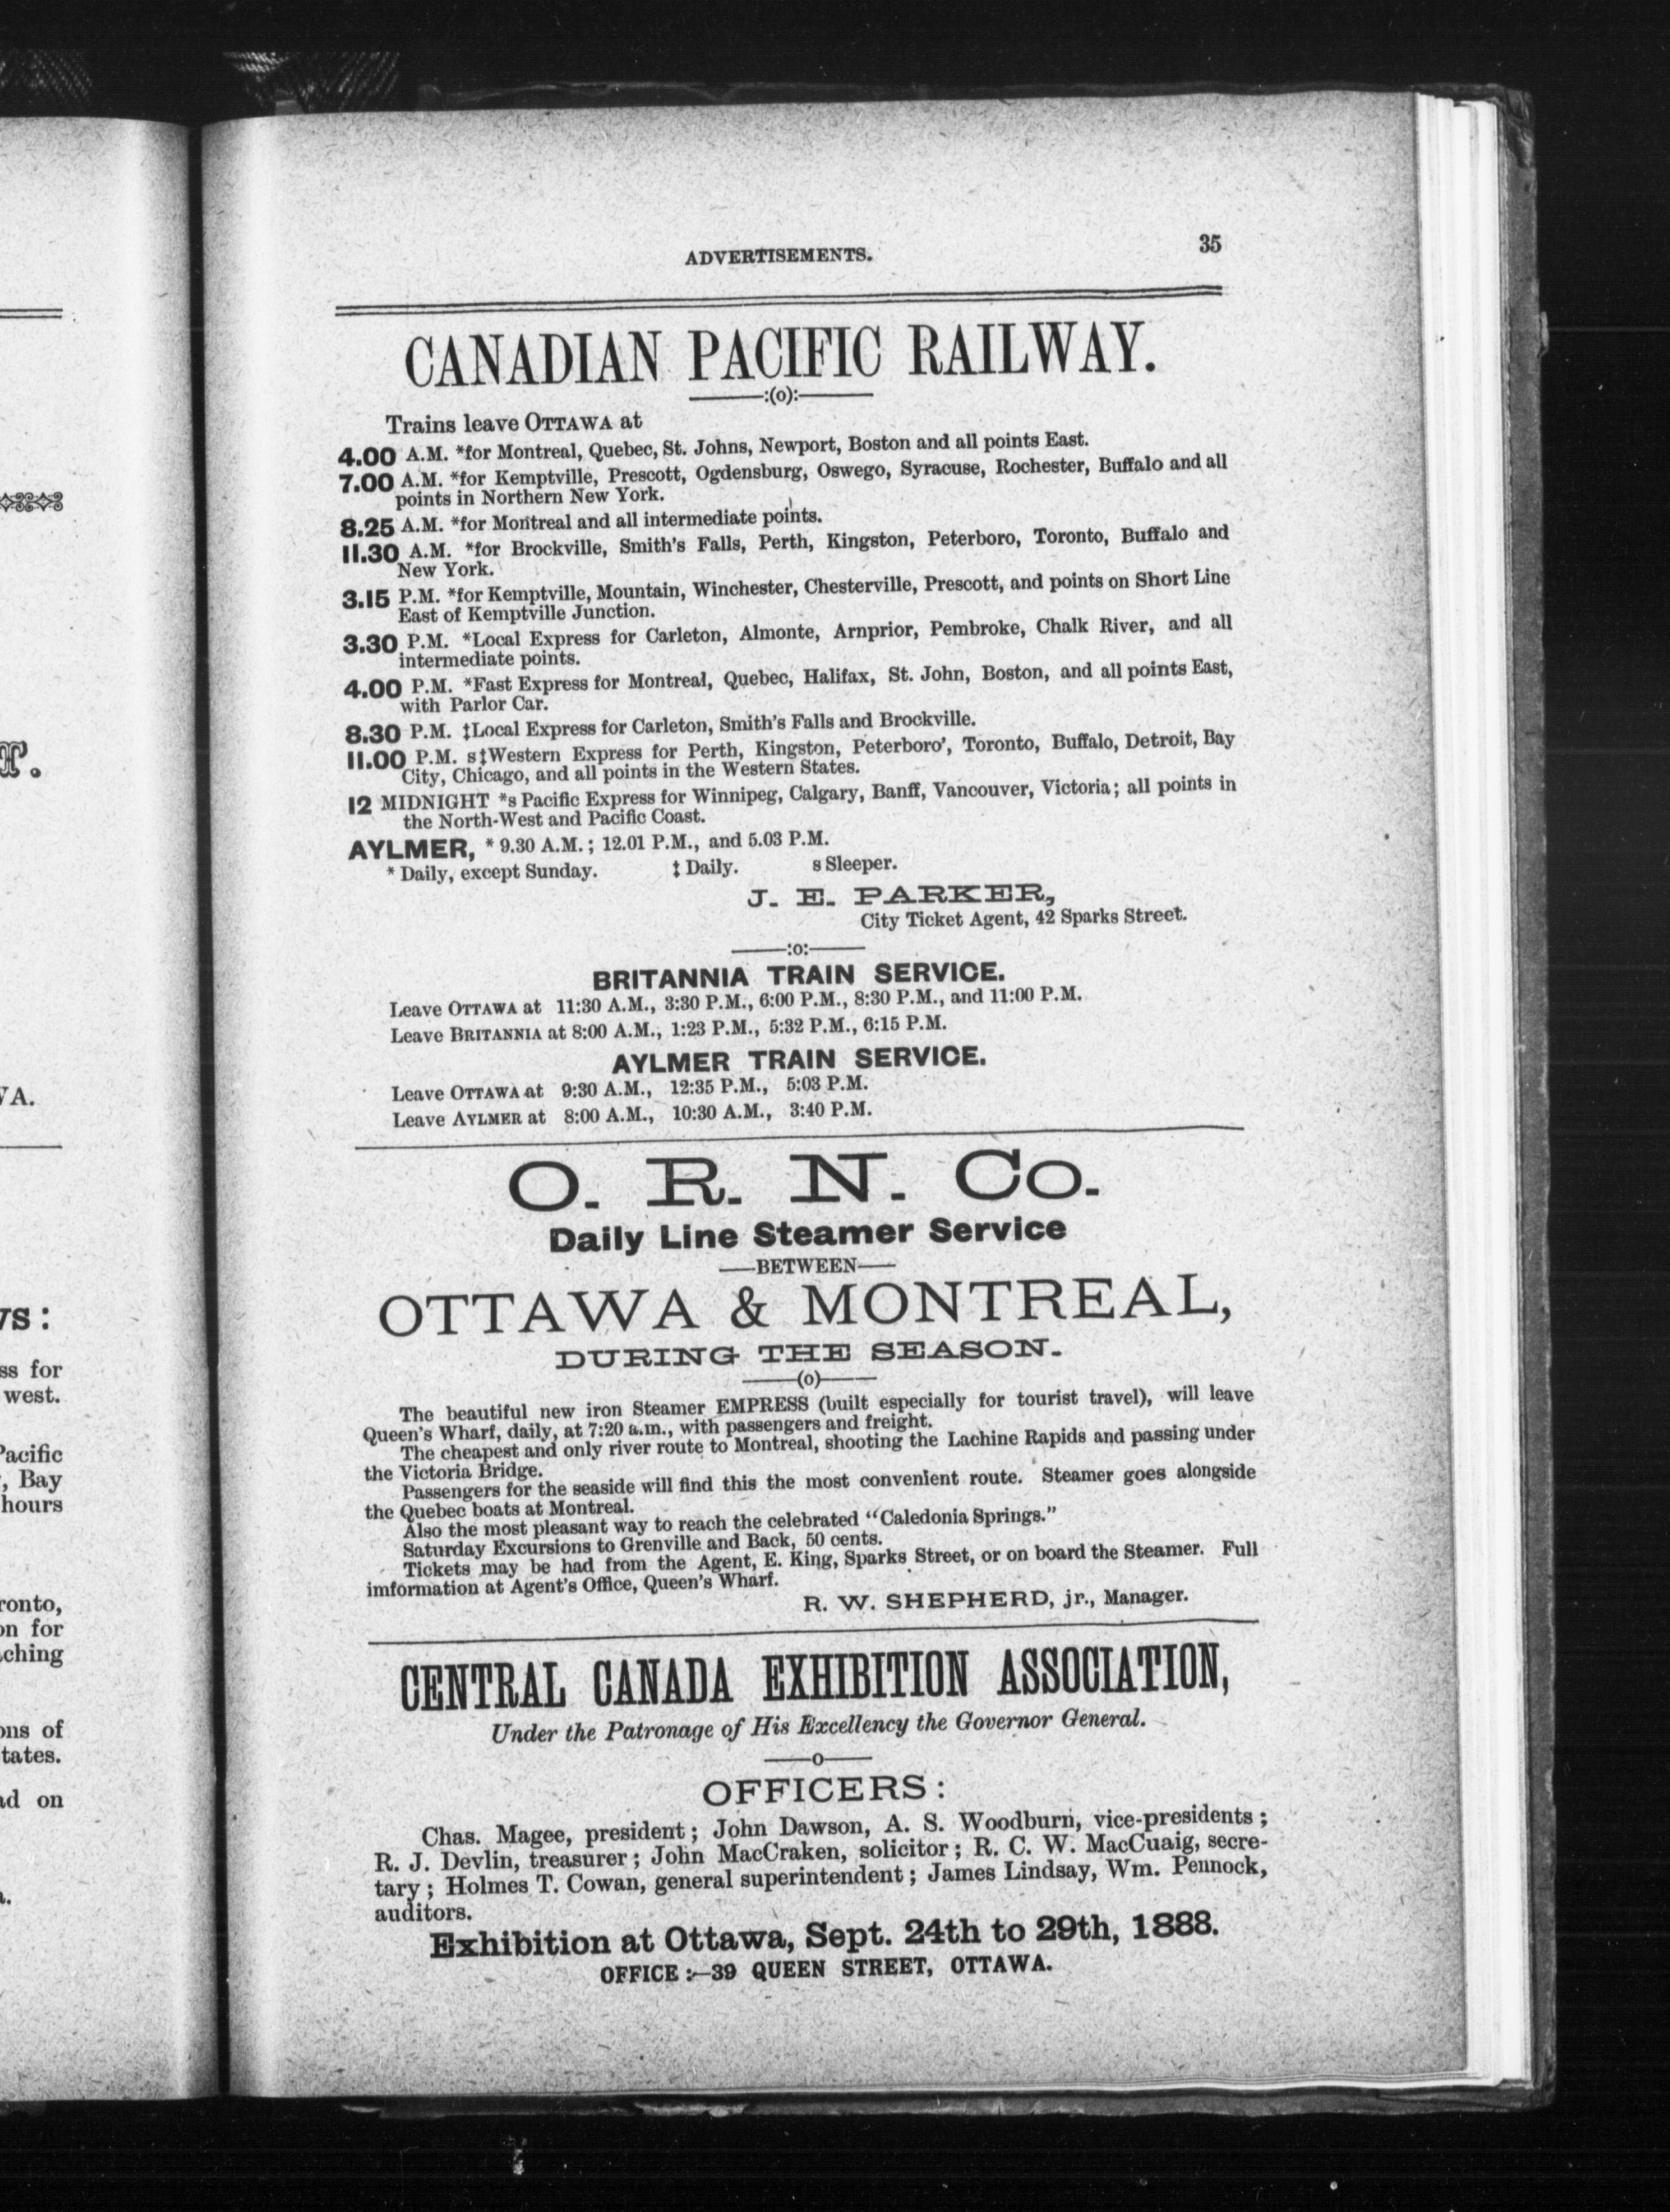 ADVERTISEMENTS. 35
CANADIAN PACIFIC RAILWAY.
:(o):
Trains leave OTTAWA at
4.00 A.M. *for Montreal, Quebec, St. Johns, Newport, Boston and all points East.
7.00 A.M. *for Kemptville, Prescott, Ogdensburg, Oswego, Syracuse, Rochester, Buffalo and all
points in Northern New York.
8.25 A.M. *for Montreal and all intermediate points.
11.30 A.M. *for Brockville, Smith's Falls, Perth, Kingston, Peterboro, Toronto, Buffalo and
New York.
3.15 P.M. *for Kemptville, Mountain, Winchester, Chesterville, Prescott, and points on Short Line
East of Kemptville Junction.
3.30 P.M. *Local Express for Carleton, Almonte, Arnprior, Pembroke, Chalk River, and all
intermediate points.
4.00 P.M. *Fast Express for Montreal, Quebec, Halifax, St. John, Boston, and all points East,
with Parlor Car.
8.30 P.M. ‡Local Express for Carleton, Smith's Falls and Brockville.
11.00 P.M. s‡Western Express for Perth, Kingston, Peterboro', Toronto, Buffalo, Detroit, Bay
City, Chicago, and all points in the Western States.
12 MIDNIGHT *s Pacific Express for Winnipeg, Calgary, Banff, Vancouver, Victoria; all points in
the North-West and Pacific Coast.
AYLMER, * 9.30 A.M.; 12.01 P.M., and 5.03 P.M.
* Daily, except Sunday. ‡ Daily. s Sleeper.
J. E. PARKER,
City Ticket Agent, 42 Sparks Street.
:o:
BRITANNIA TRAIN SERVICE.
Leave OTTAWA at 11:30 A.M., 3:30 P.M., 6:00 P.M., 8:30 P.M., and 11:00 P.M.
Leave BRITANNIA at 8:00 A.M., 1:23 P.M., 5:32 P.M., 6:15 P.M.
AYLMER TRAIN SERVICE.
Leave OTTAWA at 9:30 A.M., 12:35 P.M., 5:03 P.M.
Leave AYLMER at 8:00 A.M., 10:30 A.M., 3:40 P.M.
O. R. N. Co.
Daily Line Steamer Service
—BETWEEN—
OTTAWA & MONTREAL,
DURING THE SEASON.
(o)
The beautiful new iron Steamer EMPRESS (built especially for tourist travel), will leave
Queen's Wharf, daily, at 7:20 a.m., with passengers and freight.
The cheapest and only river route to Montreal, shooting the Lachine Rapids and passing under
the Victoria Bridge.
Passengers for the seaside will find this the most convenient route. Steamer goes alongside
the Quebec boats at Montreal.
Also the most pleasant way to reach the celebrated "Caledonia Springs."
Saturday Excursions to Grenville and Back, 50 cents.
Tickets may be had from the Agent, E. King, Sparks Street, or on board the Steamer. Full
imformation at Agent's Office, Queen's Wharf.
R. W. SHEPHERD, jr., Manager.
CENTRAL CANADA EXHIBITION ASSOCIATION,
Under the Patronage of His Excellency the Governor General.
o
OFFICERS:
Chas. Magee, president; John Dawson, A. S. Woodburn, vice-presidents;
R. J. Devlin, treasurer; John MacCraken, solicitor; R. C. W. MacCuaig, secre-
tary; Holmes T. Cowan, general superintendent; James Lindsay, Wm. Pennock,
auditors.
Exhibition at Ottawa, Sept. 24th to 29th, 1888.
OFFICE:—39 QUEEN STREET, OTTAWA.